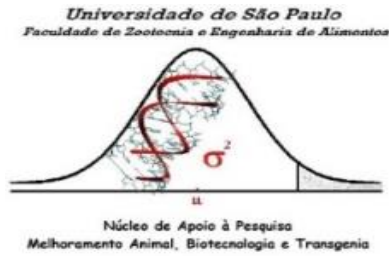 Universidade de São Paulo
Faculdade de Zootecnia e Engenharia de Alimentos
σ²
μ
Núcleo de Apoio à Pesquisa
Melhoramento Animal, Biotecnologia e Transgenia